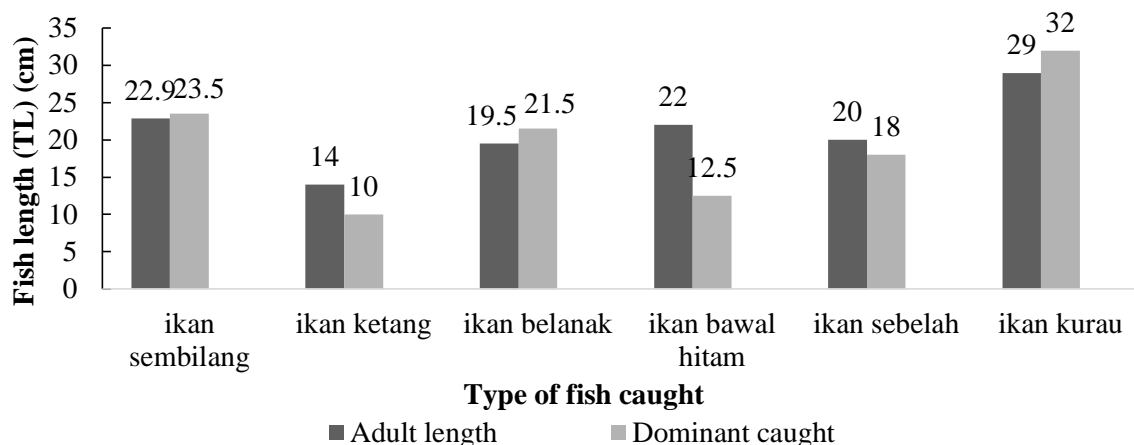 Fish length (TL) (cm)
35
30
25
20
15
10
5
0
22.9 23.5
14 10
19.5 21.5
22 12.5
20 18
29 32
ikan
sembilang
ikan ketang
ikan belanak
ikan bawal
hitam
ikan sebelah
ikan kurau
Type of fish caught
Adult length
Dominant caught